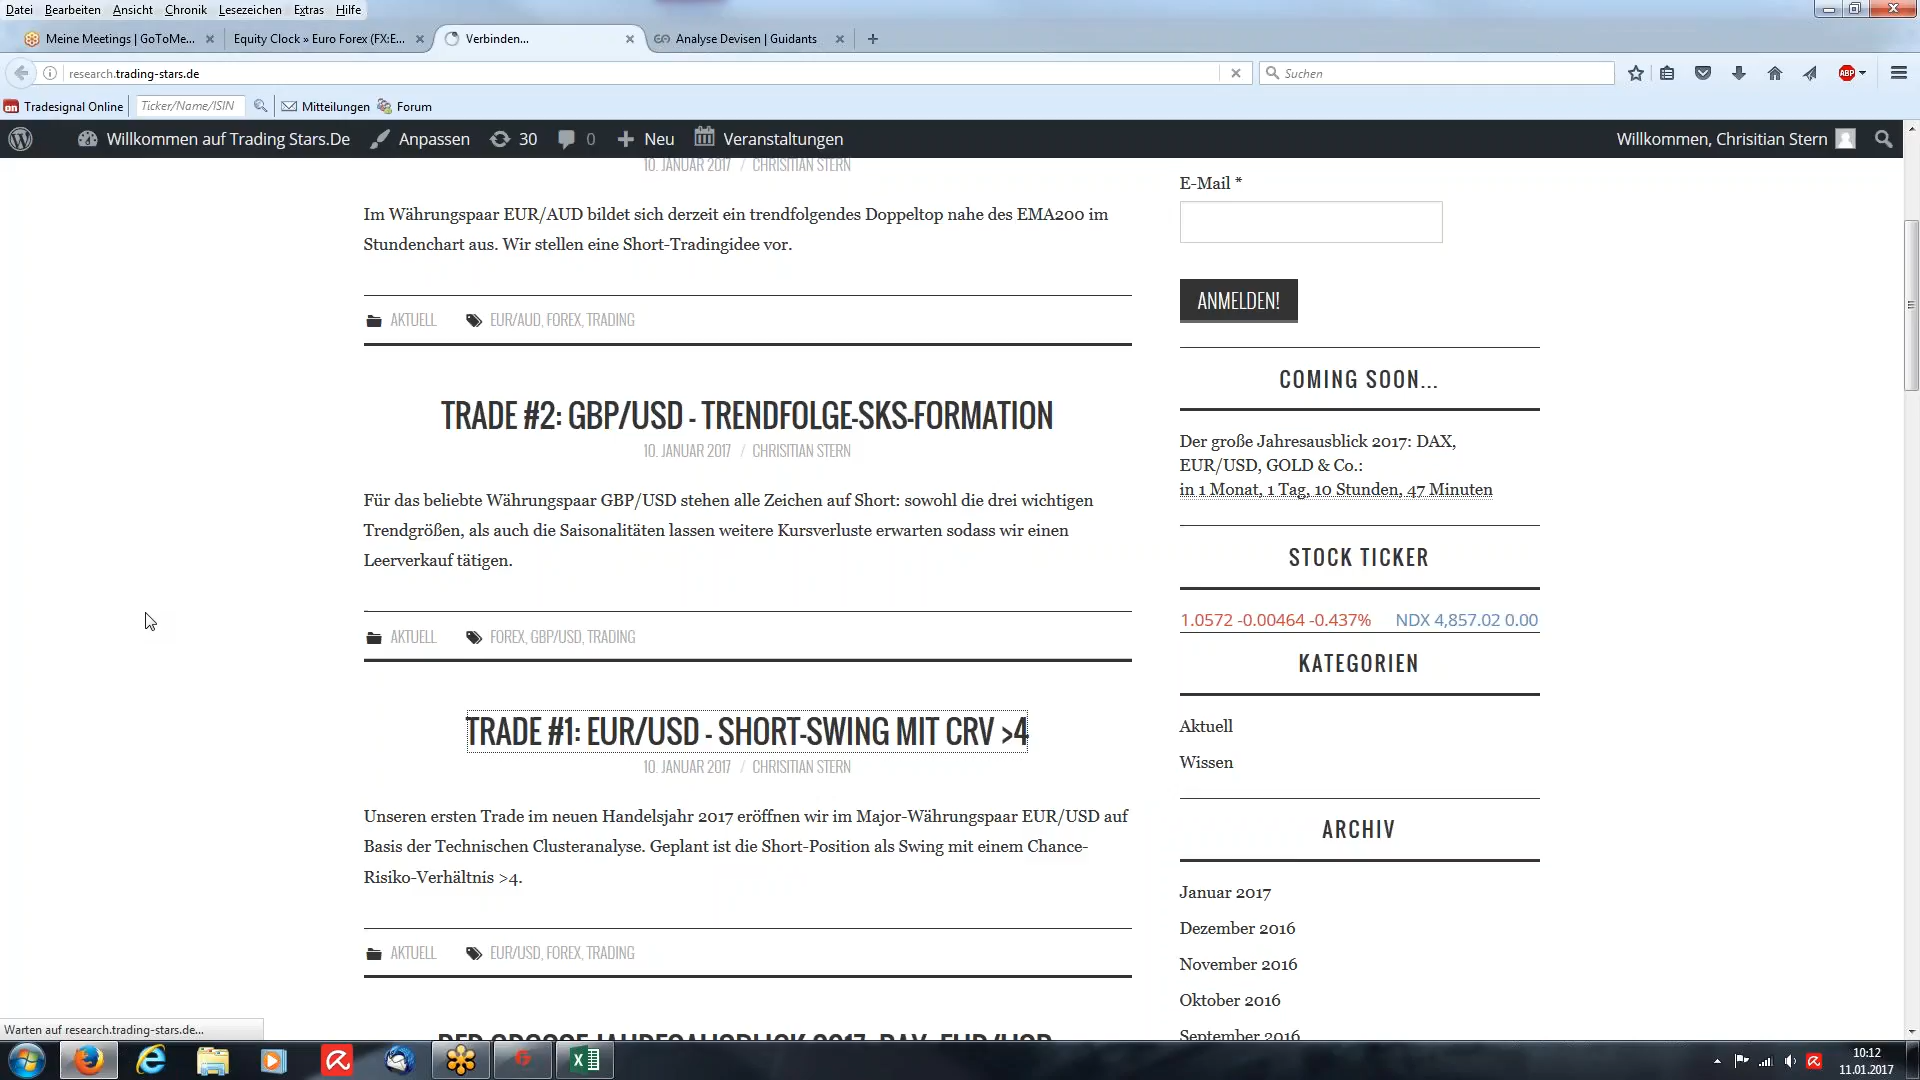 Datei Bearbeiten Ansicht Chronik Lesezeichen Extras Hilfe
Meine Meetings | GoToMe... Equity Clock » Euro Forex (FX:E... Verbinden... Analyse Devisen | Guidants
research.trading-stars.de Suchen ABP
on Tradesignal Online Ticker/Name/ISIN Mitteilungen Forum
Willkommen auf Trading Stars.De Anpassen 30 0 Neu Veranstaltungen Willkommen, Chrisitian Stern
10. JANUAR 2017 / CHRISITIAN STERN
Im Währungspaar EUR/AUD bildet sich derzeit ein trendfolgendes Doppeltop nahe des EMA200 im
Stundenchart aus. Wir stellen eine Short-Tradingidee vor.
AKTUELL EUR/AUD, FOREX, TRADING
TRADE #2: GBP/USD - TRENDFOLGE-SKS-FORMATION
10. JANUAR 2017 / CHRISITIAN STERN
Für das beliebte Währungspaar GBP/USD stehen alle Zeichen auf Short: sowohl die drei wichtigen
Trendgrößen, als auch die Saisonalitäten lassen weitere Kursverluste erwarten sodass wir einen
Leerverkauf tätigen.
AKTUELL FOREX, GBP/USD, TRADING
TRADE #1: EUR/USD - SHORT-SWING MIT CRV >4
10. JANUAR 2017 / CHRISITIAN STERN
Unseren ersten Trade im neuen Handelsjahr 2017 eröffnen wir im Major-Währungspaar EUR/USD auf
Basis der Technischen Clusteranalyse. Geplant ist die Short-Position als Swing mit einem Chance-
Risiko-Verhältnis >4.
AKTUELL EUR/USD, FOREX, TRADING
DER GROSSE JAHRESAUSBLICK 2017: DAX, EUR/USD,
E-Mail *
ANMELDEN!
COMING SOON...
Der große Jahresausblick 2017: DAX,
EUR/USD, GOLD & Co.:
in 1 Monat, 1 Tag, 10 Stunden, 47 Minuten
STOCK TICKER
1.0572 -0.00464 -0.437% NDX 4,857.02 0.00
KATEGORIEN
Aktuell
Wissen
ARCHIV
Januar 2017
Dezember 2016
November 2016
Oktober 2016
September 2016
Warten auf research.trading-stars.de...
10:12
11.01.2017